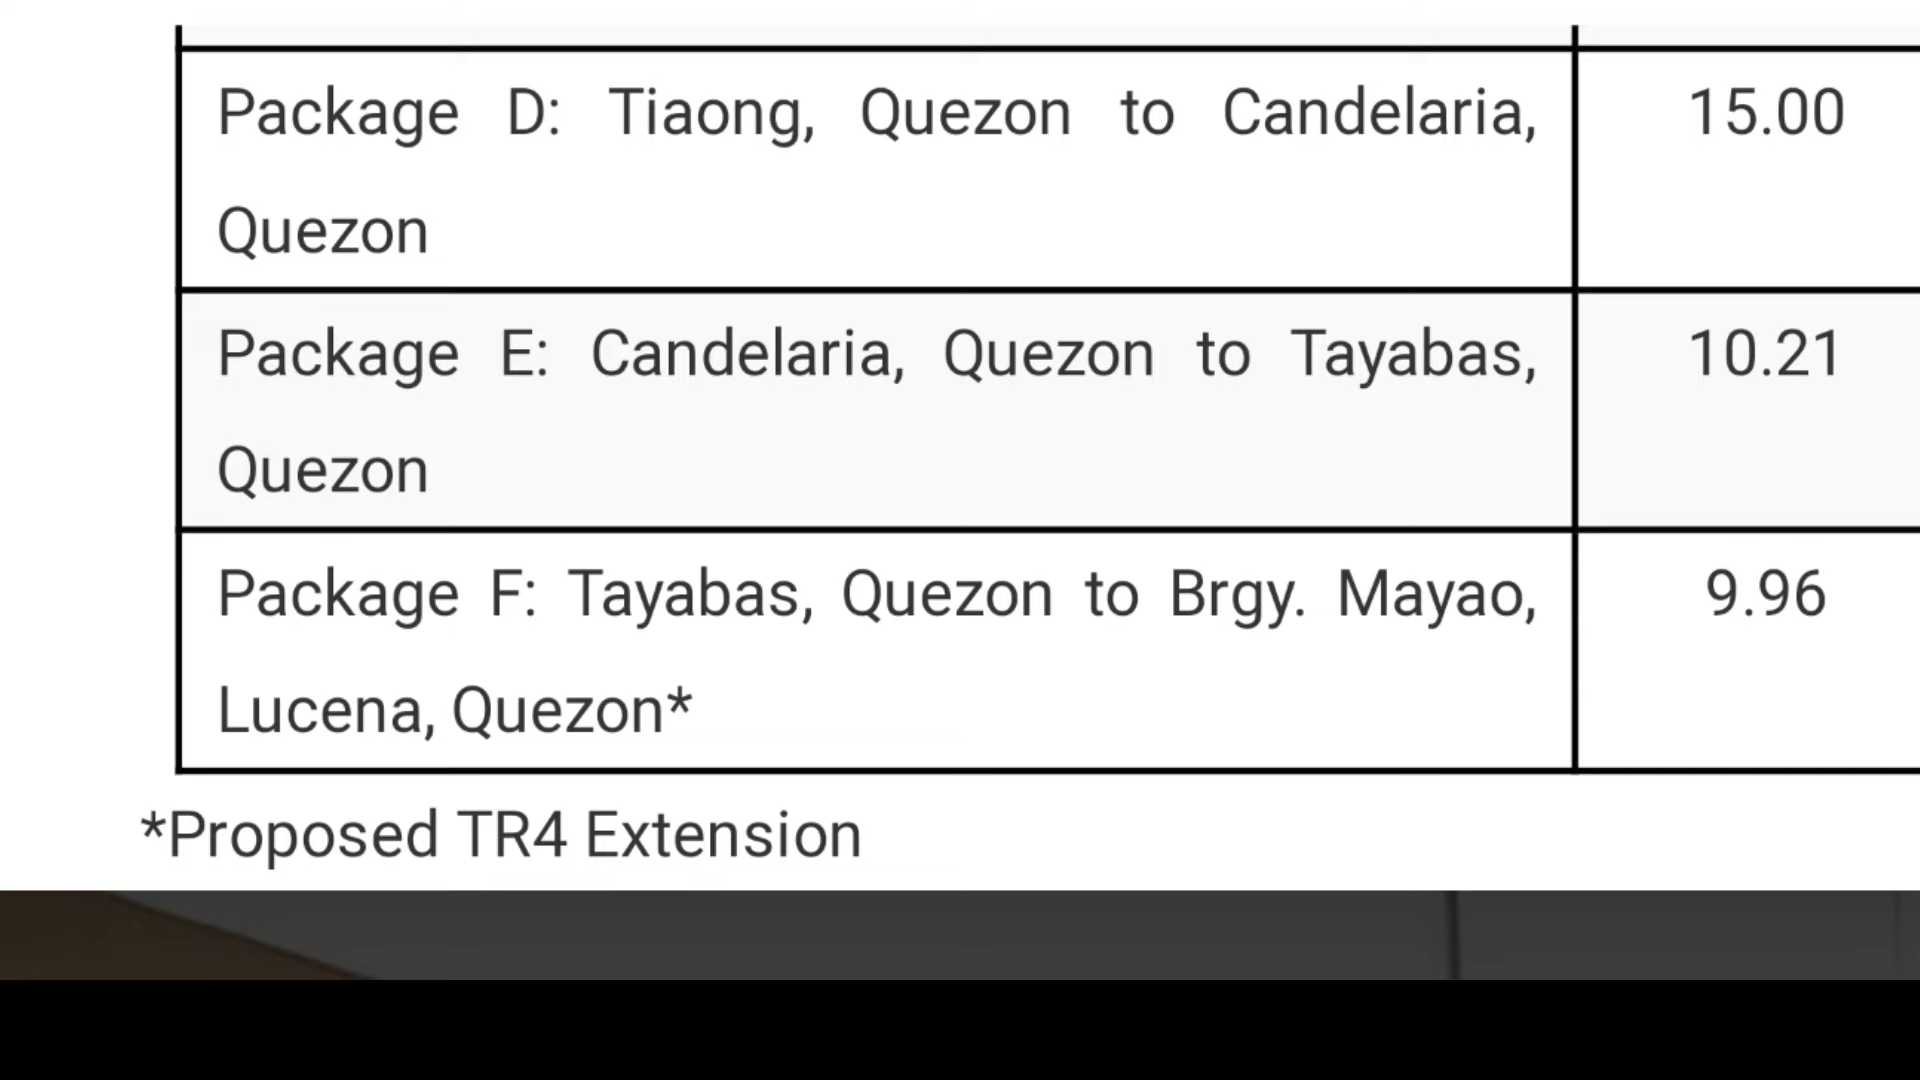 Package D: Tiaong, Quezon to Candelaria, 15.00
Quezon
Package E: Candelaria, Quezon to Tayabas, 10.21
Quezon
Package F: Tayabas, Quezon to Brgy. Mayao, 9.96
Lucena, Quezon*
*Proposed TR4 Extension